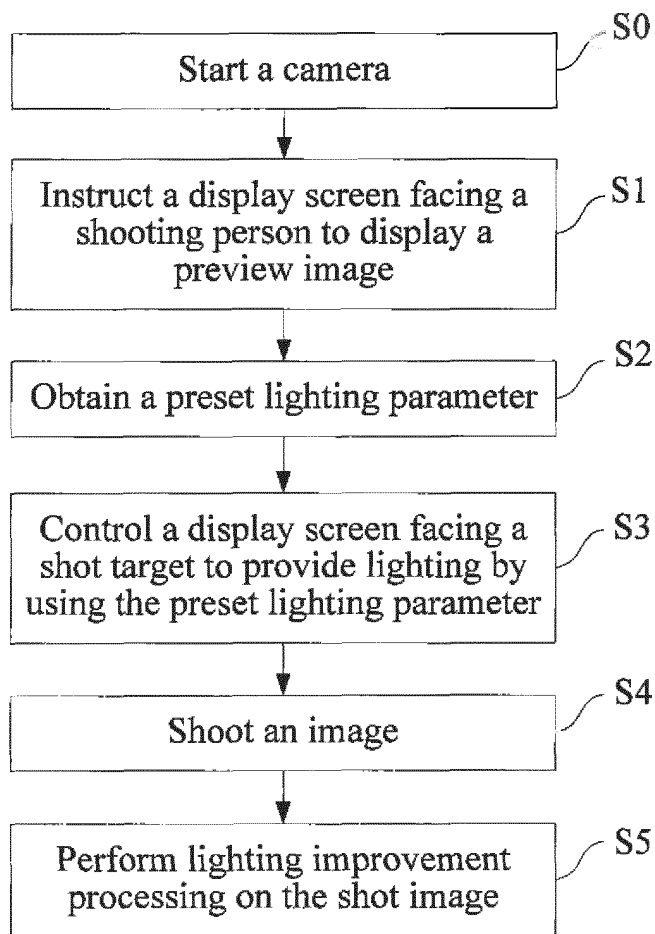 S0
Start a camera
Instruct a display screen facing a
shooting person to display a
preview image
S1
Obtain a preset lighting parameter
S2
Control a display screen facing a
shot target to provide lighting by
using the preset lighting parameter
S3
Shoot an image
S4
Perform lighting improvement
processing on the shot image
S5